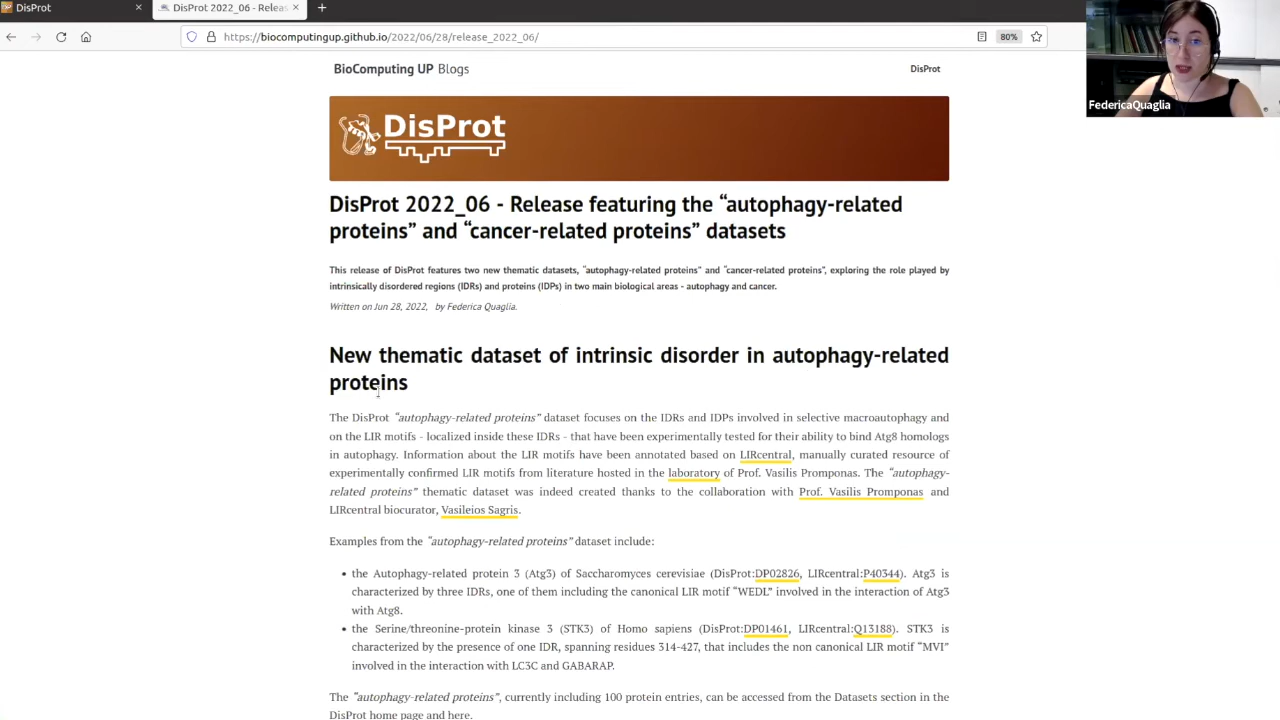 DisProt
DisProt 2022_06 - Releas
https://biocomputingup.github.io/2022/06/28/release_2022_06/
80%
FedericaQuaglia
BioComputing UP Blogs
DisProt
DisProt
DisProt 2022_06 - Release featuring the “autophagy-related
proteins” and “cancer-related proteins” datasets
This release of DisProt features two new thematic datasets, "autophagy-related proteins" and "cancer-related proteins", exploring the role played by
intrinsically disordered regions (IDRs) and proteins (IDPs) in two main biological areas - autophagy and cancer.
Written on Jun 28, 2022, by Federica Quaglia.
New thematic dataset of intrinsic disorder in autophagy-related
proteins
The DisProt “autophagy-related proteins” dataset focuses on the IDRs and IDPs involved in selective macroautophagy and
on the LIR motifs - localized inside these IDRs - that have been experimentally tested for their ability to bind Atg8 homologs
in autophagy. Information about the LIR motifs have been annotated based on LIRcentral, manually curated resource of
experimentally confirmed LIR motifs from literature hosted in the laboratory of Prof. Vasilis Promponas. The “autophagy-
related proteins” thematic dataset was indeed created thanks to the collaboration with Prof. Vasilis Promponas and
LIRcentral biocurator, Vasileios Sagris.
Examples from the “autophagy-related proteins” dataset include:
• the Autophagy-related protein 3 (Atg3) of Saccharomyces cerevisiae (DisProt:DP02826, LIRcentral:P40344). Atg3 is
characterized by three IDRs, one of them including the canonical LIR motif “WEDL” involved in the interaction of Atg3
with Atg8.
• the Serine/threonine-protein kinase 3 (STK3) of Homo sapiens (DisProt:DP01461, LIRcentral:Q13188). STK3 is
characterized by the presence of one IDR, spanning residues 314-427, that includes the non canonical LIR motif “MVI”
involved in the interaction with LC3C and GABARAP.
The “autophagy-related proteins”, currently including 100 protein entries, can be accessed from the Datasets section in the
DisProt home page and here.